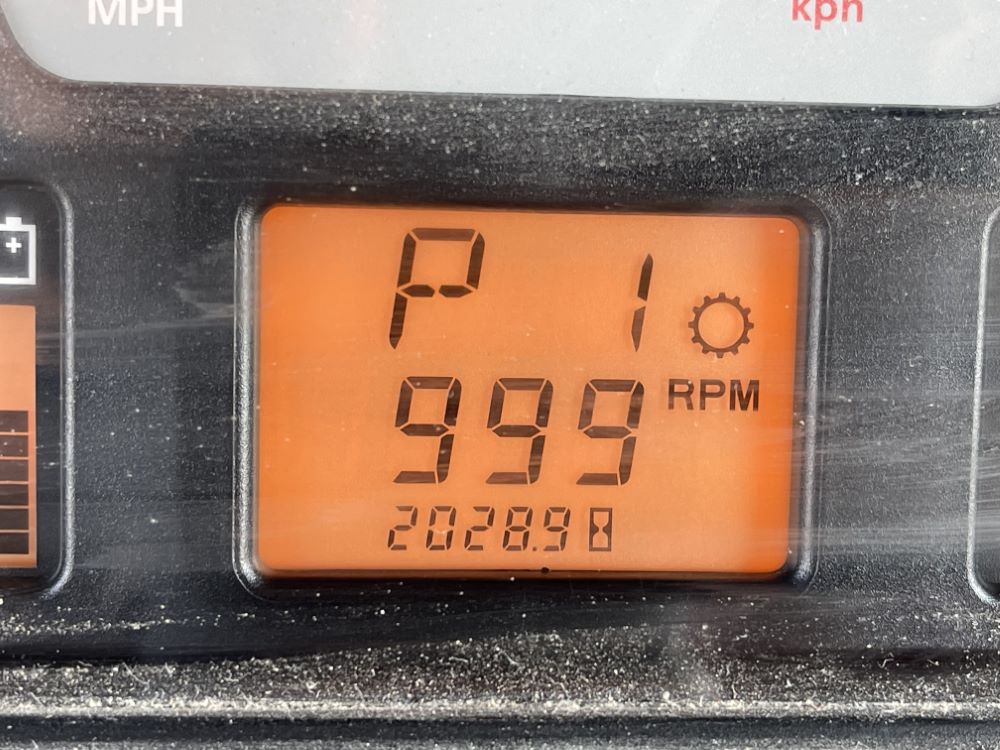 MPH kph
+
P 1
999 RPM
2028.9